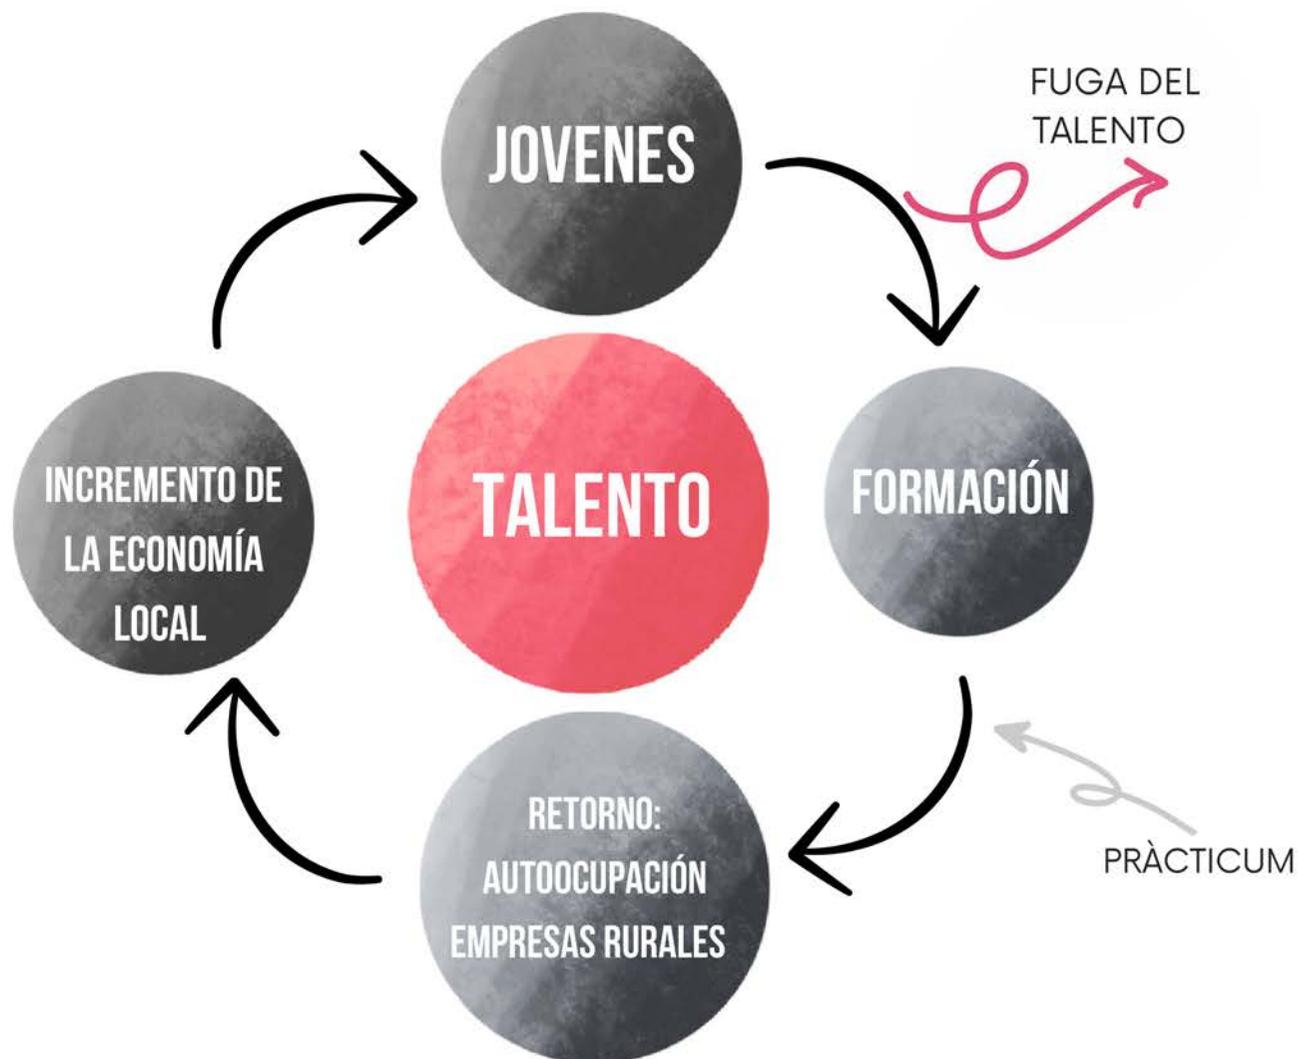 JOVENES
FUGA DEL
TALENTO
TALENTO
FORMACIÓN
INCREMENTO DE
LA ECONOMÍA
LOCAL
RETORNO:
AUTOOCUPACIÓN
EMPRESAS RURALES
PRÀCTICUM